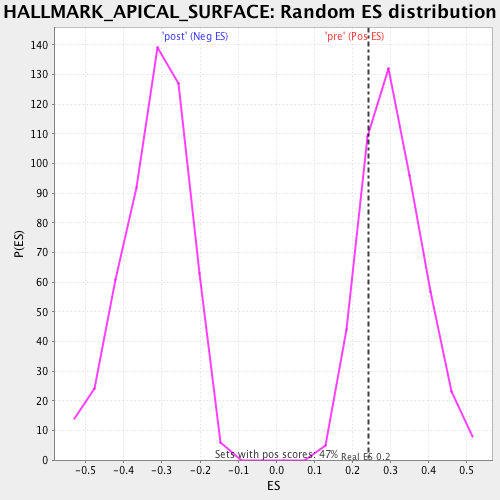 HALLMARK_APICAL_SURFACE: Random ES distribution
'post' (Neg ES) 'pre' (Pos ES)
140
130
120
110
100
90
80
70
60
50
40
30
20
10
0
P(ES)
Sets with pos scores: 47% Real ES 0.2
-0.5 -0.4 -0.3 -0.2 -0.1 0.0 0.1 0.2 0.3 0.4 0.5
ES